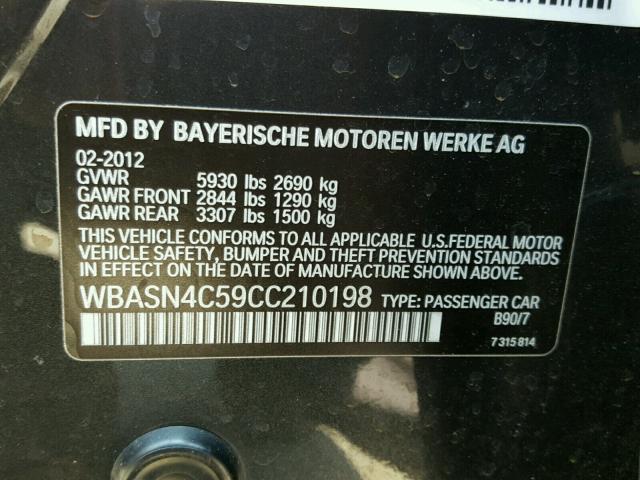 MFD BY BAYERISCHE MOTOREN WERKE AG
02-2012
GVWR 5930 lbs 2690 kg
GAWR FRONT 2844 lbs 1290 kg
GAWR REAR 3307 lbs 1500 kg
THIS VEHICLE CONFORMS TO ALL APPLICABLE U.S.FEDERAL MOTOR
VEHICLE SAFETY, BUMPER AND THEFT PREVENTION
STANDARDS IN EFFECT ON THE DATE OF MANUFACTURE SHOWN ABOVE.
WBASN4C59CC210198 TYPE: PASSENGER CAR
B90/7
7 315 814